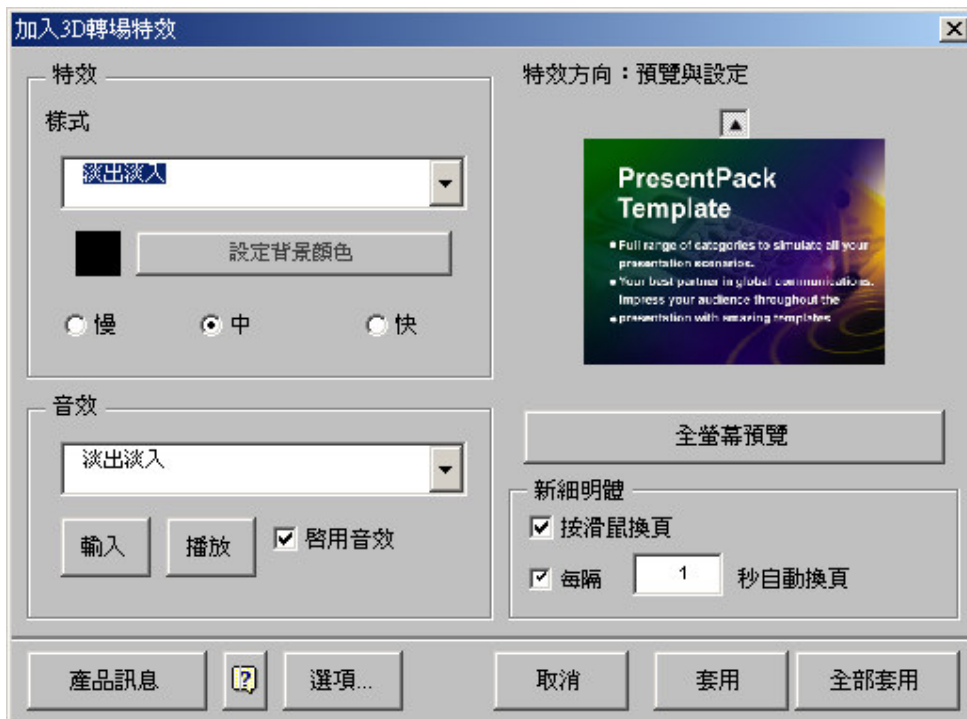 加入3D轉場特效
特效
樣式
淡出淡入
設定背景顏色
慢 中 快
音效
淡出淡入
輸入 播放 啓用音效
特效方向：預覽與設定
PresentPack
Template
Full range of categories to simulate all your
presentation scenarios.
Your best partner in global communications.
Impress your audience throughout the
presentation with amazing templates
全螢幕預覽
新細明體
按滑鼠換頁
每隔 1 秒自動換頁
產品訊息 選項... 取消 套用 全部套用